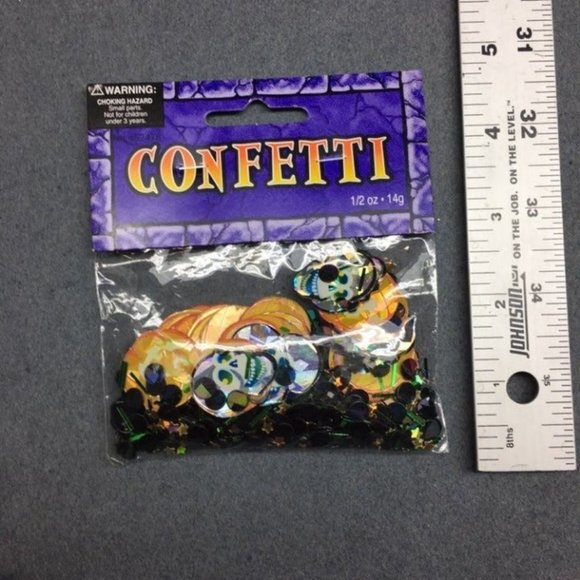 WARNING:
CHOKING HAZARD
Small parts.
Not for children
under 3 years.
CONFETTI
1/2 oz • 14g
5
4
3
2
1
8ths
31
32
33
34
35
JOHNSON
ON THE JOB. ON THE LEVEL.™